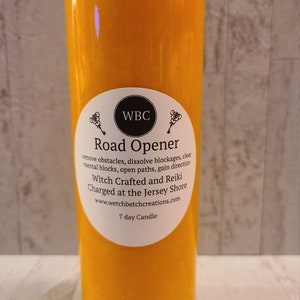 WBC
Road Opener
remove obstacles, dissolve blockages, clear
mental blocks, open paths, gain direction
Witch Crafted and Reiki
Charged at the Jersey Shore
www.wetchbetchcreations.com
7 day Candle